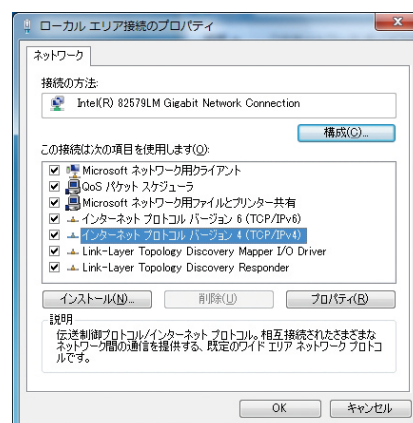 ローカル エリア接続のプロパティ
ネットワーク
接続の方法:
Intel(R) 82579LM Gigabit Network Connection
構成(C)...
この接続は次の項目を使用します(O):
Microsoft ネットワーク用クライアント
QoS パケット スケジューラ
Microsoft ネットワーク用ファイルとプリンター共有
インターネット プロトコル バージョン 6 (TCP/IPv6)
インターネット プロトコル バージョン 4 (TCP/IPv4)
Link-Layer Topology Discovery Mapper I/O Driver
Link-Layer Topology Discovery Responder
インストール(N)... 削除(U) プロパティ(R)
説明
伝送制御プロトコル/インターネット プロトコル。相互接続されたさまざまな
ネットワーク間の通信を提供する、既定のワイド エリア ネットワーク プロトコ
ルです。
OK キャンセル